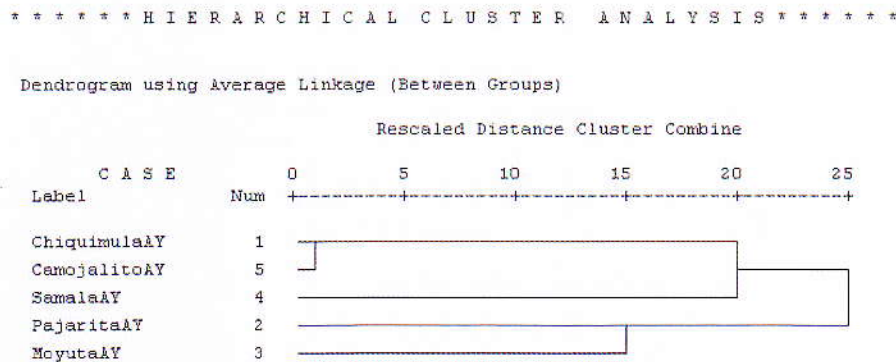 * * * * * * H I E R A R C H I C A L C L U S T E R A N A L Y S I S * * * * * *
Dendrogram using Average Linkage (Between Groups)
Rescaled Distance Cluster Combine
C A S E 0 5 10 15 20 25
Label Num +---------+---------+---------+---------+---------+
ChiquimulaAY 1
CamojalitoAY 5
SamalaAY 4
PajaritaAY 2
MoyutaAY 3